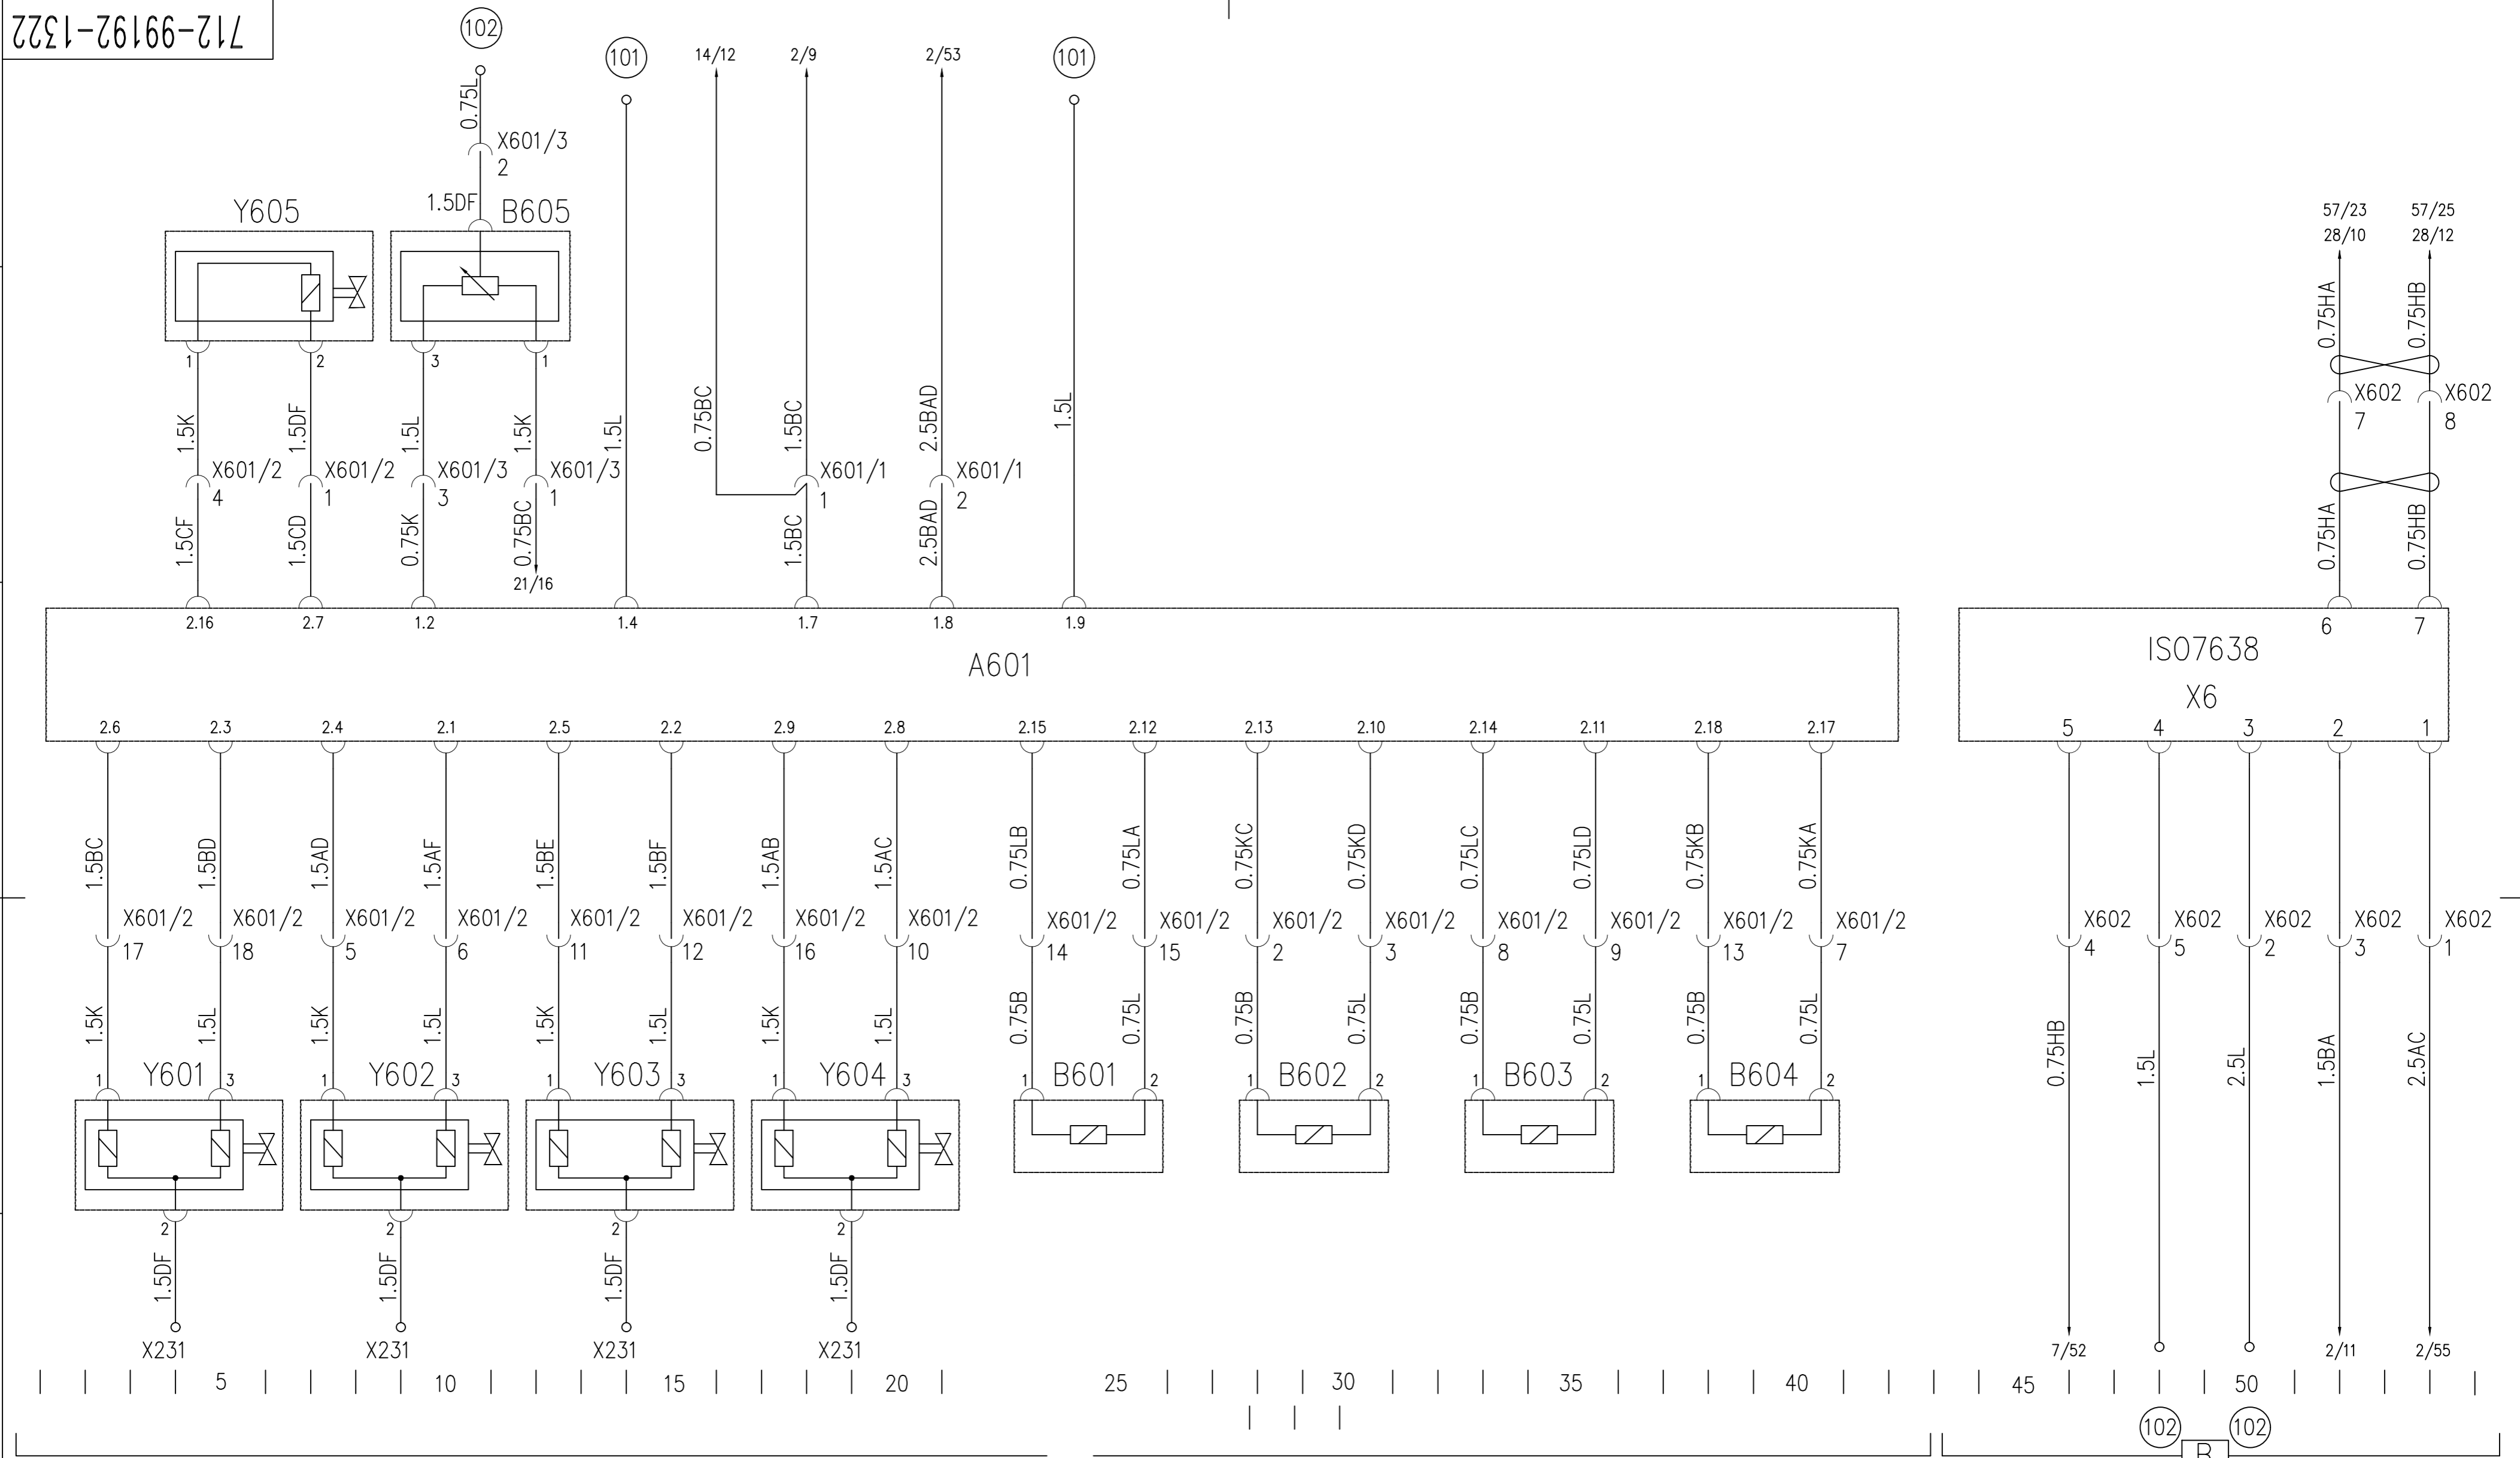 712-99192-1322
102
101
14/12
2/9
2/53
101
0.75L
X601/3
2
1.5DF
Y605
B605
57/23
57/25
28/10
28/12
0.75HA
0.75HB
1
2
3
1
X602
7
X602
8
1.5K
1.5DF
1.5L
1.5K
1.5L
0.75BC
1.5BC
2.5BAD
1.5L
X601/2
4
X601/2
1
X601/3
3
X601/3
1
X601/1
1
X601/1
2
1.5CF
1.5CD
0.75K
0.75BC
1.5BC
2.5BAD
0.75HA
0.75HB
21/16
2.16
2.7
1.2
1.4
1.7
1.8
1.9
6
7
A601
ISO7638
X6
2.6
2.3
2.4
2.1
2.5
2.2
2.9
2.8
2.15
2.12
2.13
2.10
2.14
2.11
2.18
2.17
5
4
3
2
1
1.5BC
1.5BD
1.5AD
1.5AF
1.5BE
1.5BF
1.5AB
1.5AC
0.75LB
0.75LA
0.75KC
0.75KD
0.75LC
0.75LD
0.75KB
0.75KA
X601/2
17
X601/2
18
X601/2
5
X601/2
6
X601/2
11
X601/2
12
X601/2
16
X601/2
10
X601/2
14
X601/2
15
X601/2
2
X601/2
3
X601/2
8
X601/2
9
X601/2
13
X601/2
7
X602
4
X602
5
X602
2
X602
3
X602
1
1.5K
1.5L
1.5K
1.5L
1.5K
1.5L
1.5K
1.5L
0.75B
0.75L
0.75B
0.75L
0.75B
0.75L
0.75B
0.75L
0.75HB
1.5L
2.5L
1.5BA
2.5AC
1 Y601 3
1 Y602 3
1 Y603 3
1 Y604 3
1 B601 2
1 B602 2
1 B603 2
1 B604 2
2
2
2
2
1.5DF
1.5DF
1.5DF
1.5DF
X231
X231
X231
X231
7/52
2/11
2/55
5
10
15
20
25
30
35
40
45
50
102
102
B